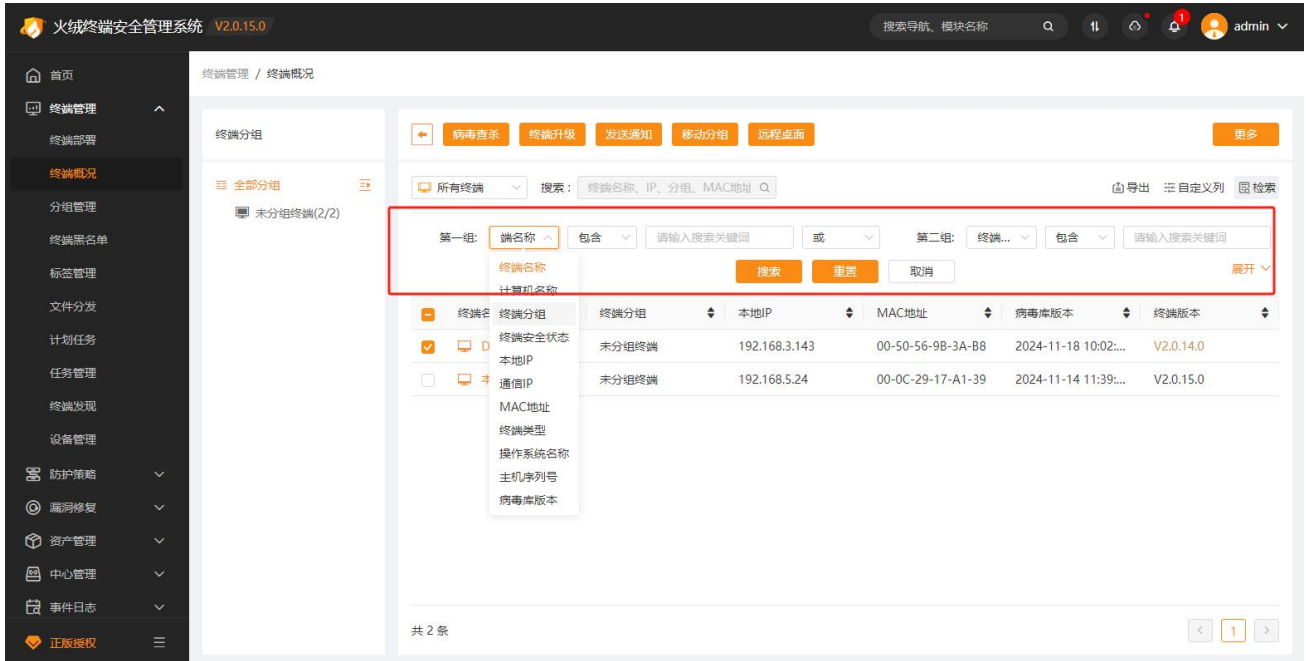 火绒终端安全管理系统 V2.0.15.0
搜索导航、模块名称
1
admin
首页
终端管理
终端部署
终端概况
分组管理
终端黑名单
标签管理
文件分发
计划任务
任务管理
终端发现
设备管理
防护策略
漏洞修复
资产管理
中心管理
事件日志
正版授权
终端管理 / 终端概况
终端分组
全部分组
未分组终端(2/2)
病毒查杀 终端升级 发送通知 移动分组 远程桌面 更多
所有终端 搜索： 终端名称、IP、分组、MAC地址 导出 自定义列 检索
第一组: 端名称 包含 请输入搜索关键词 或 第二组: 终端... 包含 请输入搜索关键词
搜索 重置 取消 展开
终端名称
计算机名称
终端分组
终端安全状态
本地IP
通信IP
MAC地址
终端类型
操作系统名称
主机序列号
病毒库版本
终端名 终端分组 本地IP MAC地址 病毒库版本 终端版本
D 未分组终端 192.168.3.143 00-50-56-9B-3A-B8 2024-11-18 10:02:... V2.0.14.0
本 未分组终端 192.168.5.24 00-0C-29-17-A1-39 2024-11-14 11:39:... V2.0.15.0
共 2 条
1